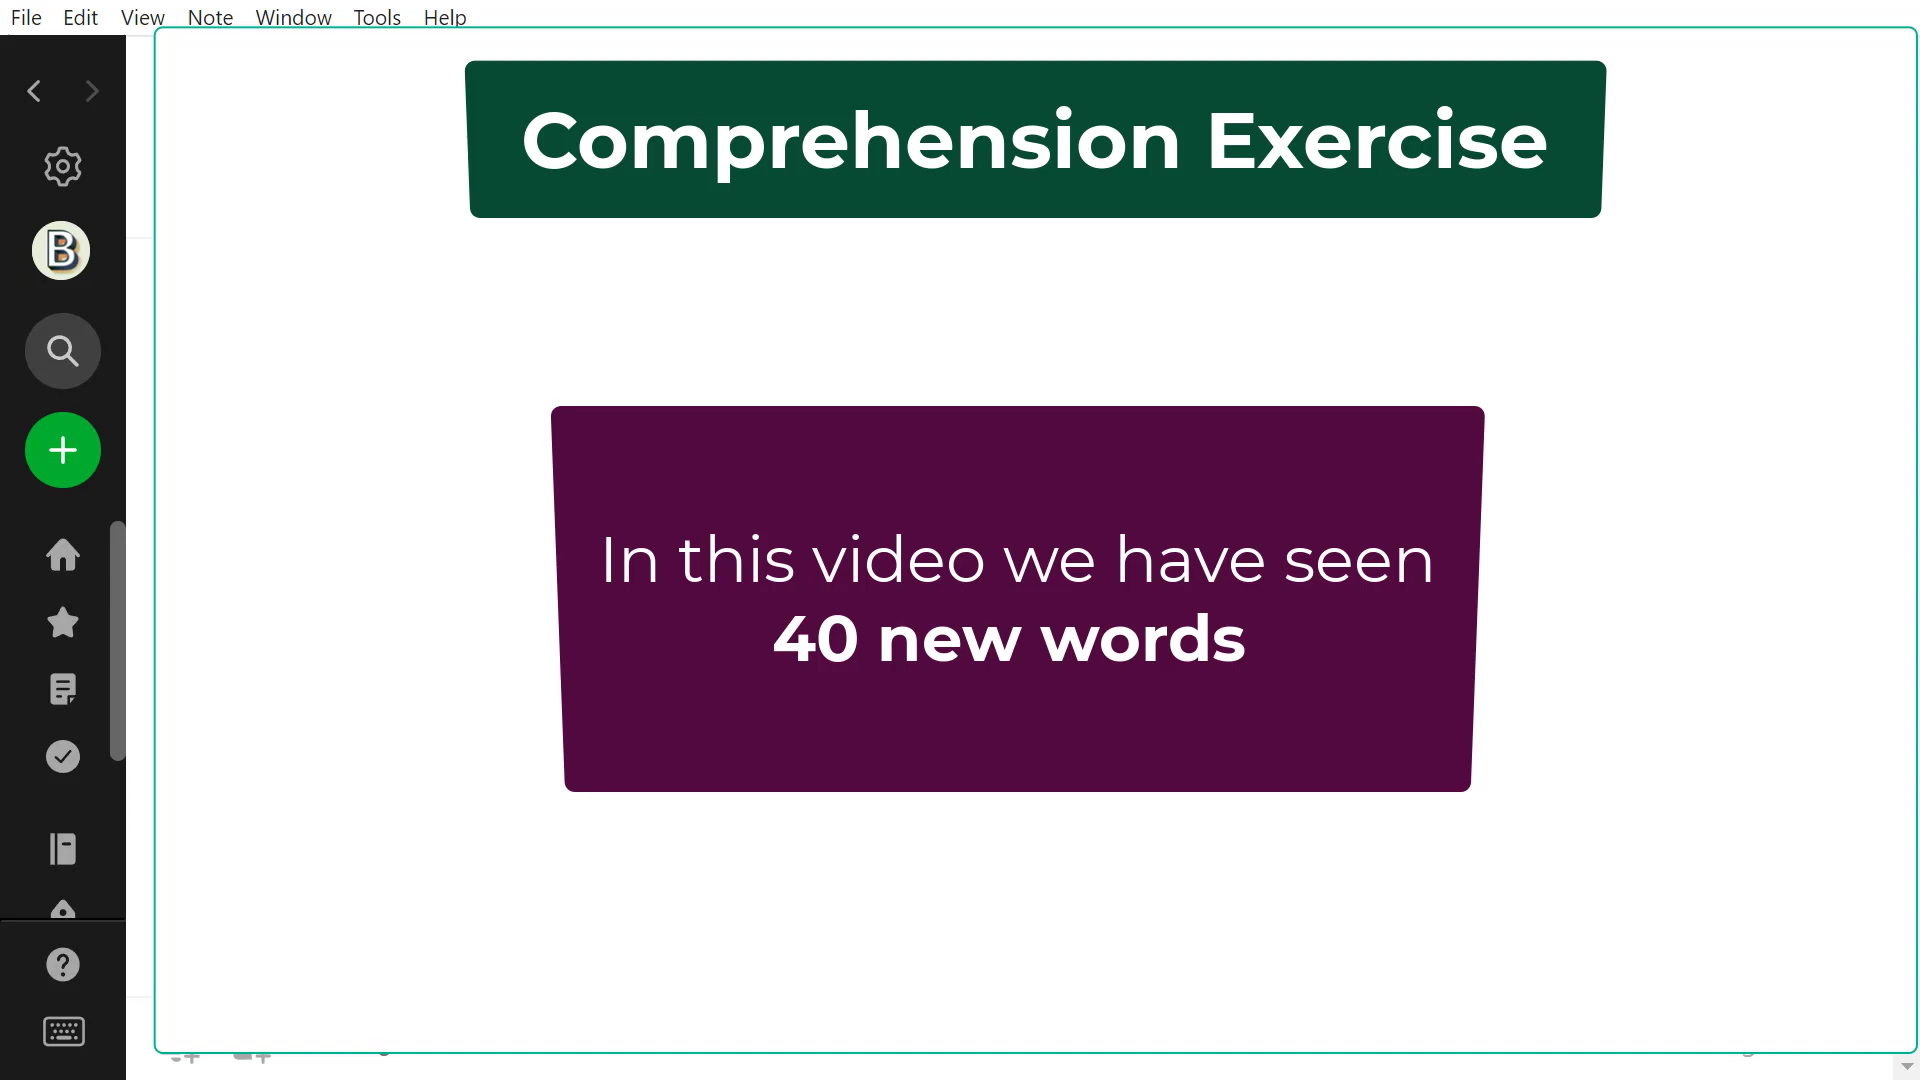 File Edit View Note Window Tools Help
B
Comprehension Exercise
In this video we have seen
40 new words